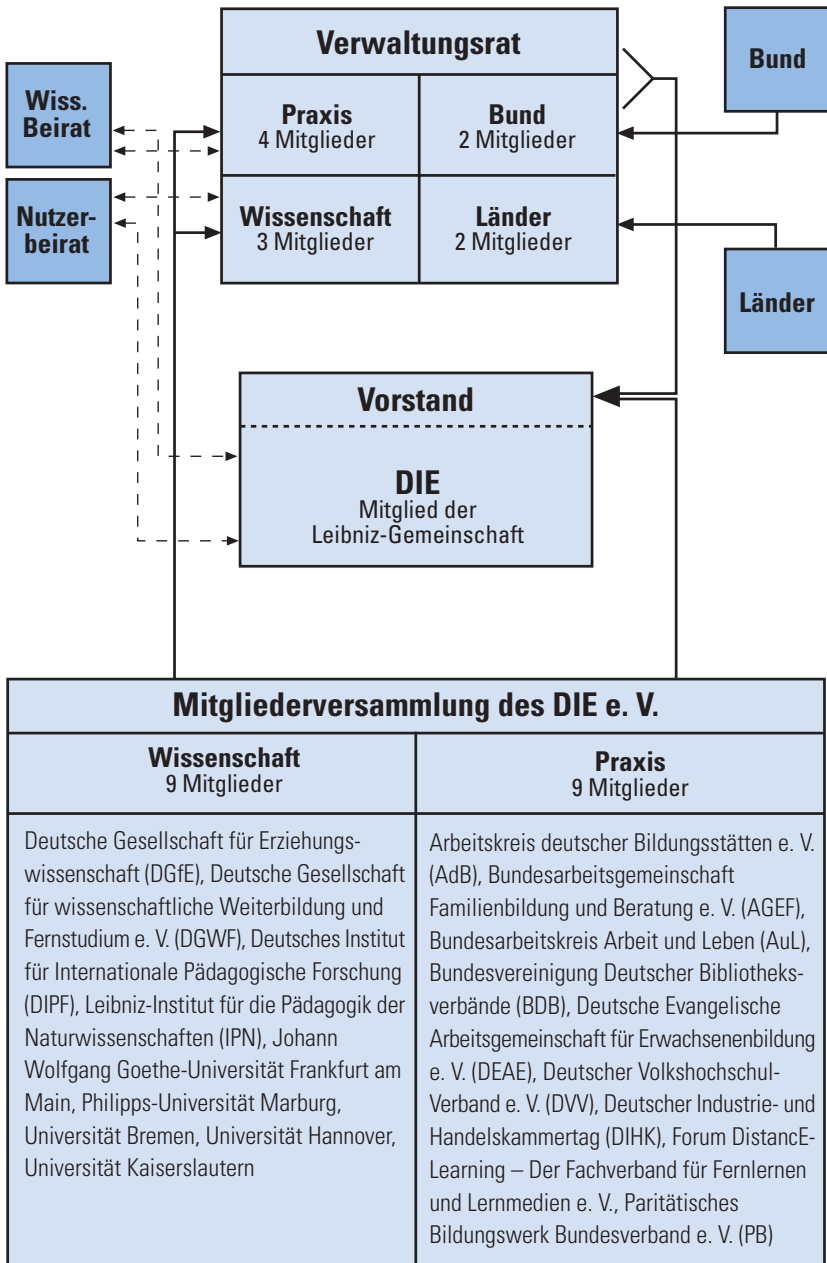 Verwaltungsrat
Praxis
4 Mitglieder
Bund
2 Mitglieder
Wissenschaft
3 Mitglieder
Länder
2 Mitglieder
Wiss.
Beirat
Nutzer-
beirat
Bund
Länder
Vorstand
DIE
Mitglied der
Leibniz-Gemeinschaft
Mitgliederversammlung des DIE e. V.
Wissenschaft
9 Mitglieder
Deutsche Gesellschaft für Erziehungs-
wissenschaft (DGfE), Deutsche Gesellschaft
für wissenschaftliche Weiterbildung und
Fernstudium e. V. (DGWF), Deutsches Institut
für Internationale Pädagogische Forschung
(DIPF), Leibniz-Institut für die Pädagogik der
Naturwissenschaften (IPN), Johann
Wolfgang Goethe-Universität Frankfurt am
Main, Philipps-Universität Marburg,
Universität Bremen, Universität Hannover,
Universität Kaiserslautern
Praxis
9 Mitglieder
Arbeitskreis deutscher Bildungsstätten e. V.
(AdB), Bundesarbeitsgemeinschaft
Familienbildung und Beratung e. V. (AGEF),
Bundesarbeitskreis Arbeit und Leben (AuL),
Bundesvereinigung Deutscher Bibliotheks-
verbände (BDB), Deutsche Evangelische
Arbeitsgemeinschaft für Erwachsenenbildung
e. V. (DEAE), Deutscher Volkshochschul-
Verband e. V. (DVV), Deutscher Industrie- und
Handelskammertag (DIHK), Forum DistancE-
Learning – Der Fachverband für Fernlernen
und Lernmedien e. V., Paritätisches
Bildungswerk Bundesverband e. V. (PB)